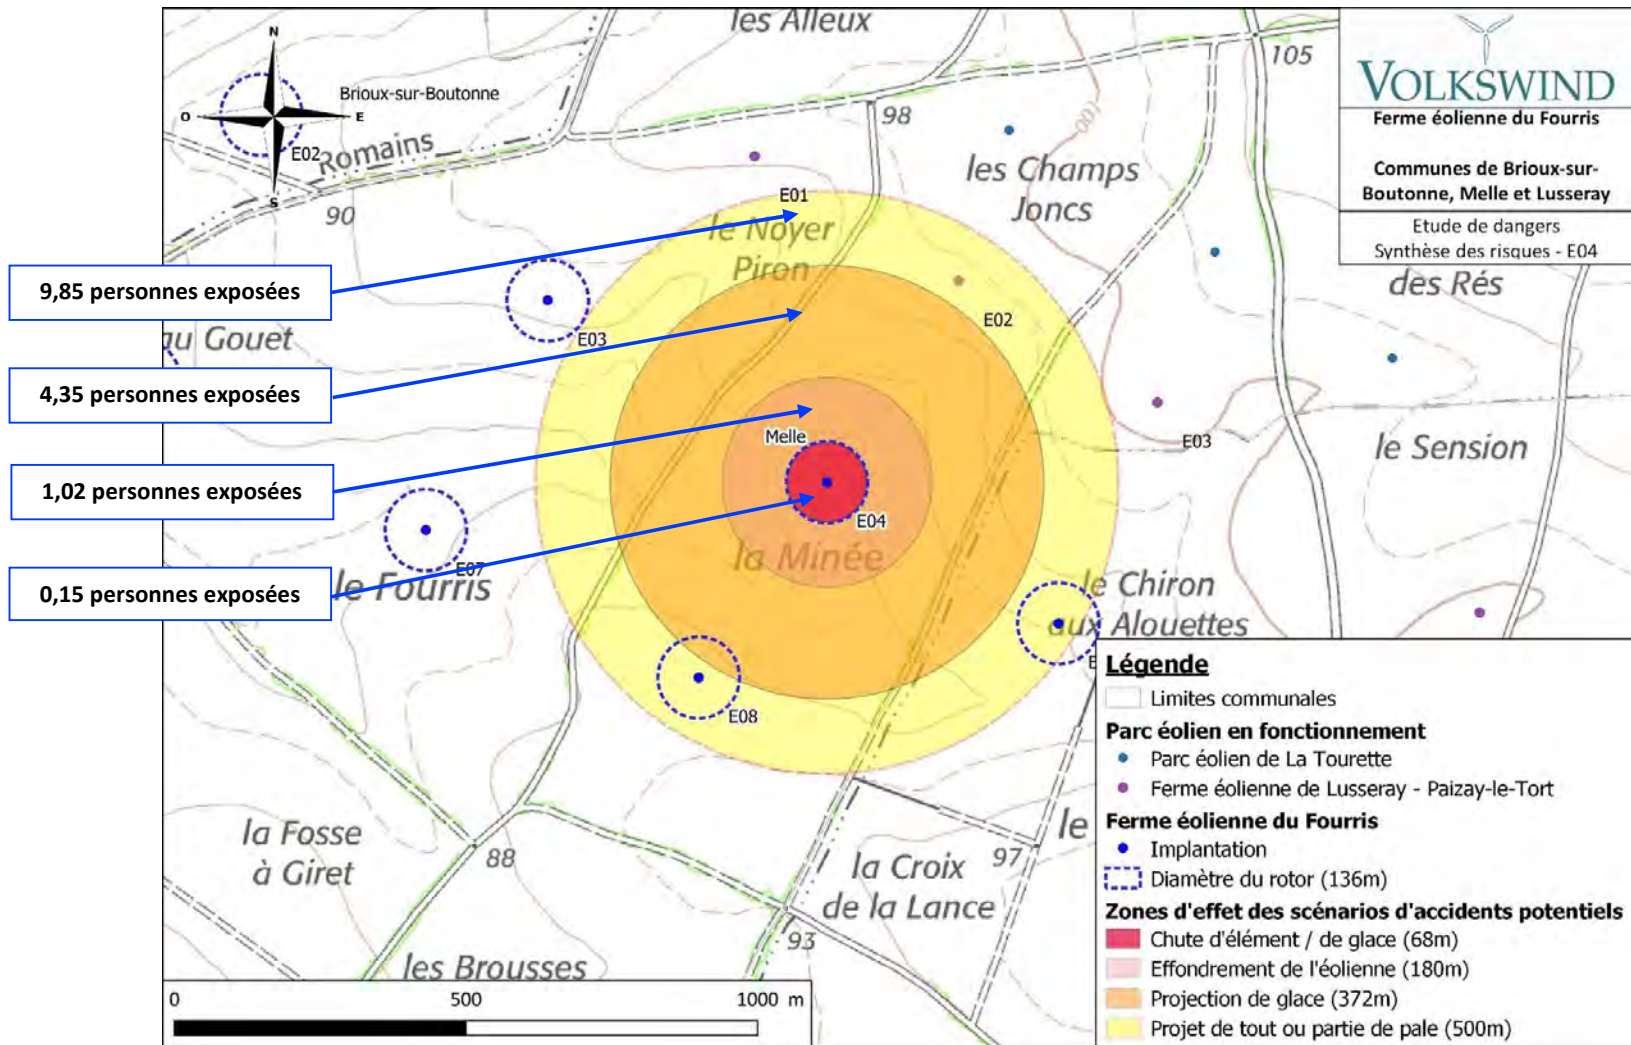 les Alleux
N
O
E
S
Brioux-sur-Boutonne
E02
Romains
90
98
105
(100)
les Champs
Joncs
VOLKSWIND
Ferme éolienne du Fourris
Communes de Brioux-sur-
Boutonne, Melle et Lusseray
Etude de dangers
Synthèse des risques - E04
des Rés
E01
le Noyer
Piron
9,85 personnes exposées
E03
au Gouet
E02
4,35 personnes exposées
Melle
E03
le Sension
1,02 personnes exposées
E04
la Minée
E07
le Fourris
0,15 personnes exposées
le Chiron
aux Alouettes
E08
la Fosse
à Giret
88
le
97
la Croix
de la Lance
93
les Brousses
0 500 1000 m
Légende
Limites communales
Parc éolien en fonctionnement
Parc éolien de La Tourette
Ferme éolienne de Lusseray - Paizay-le-Tort
Ferme éolienne du Fourris
Implantation
Diamètre du rotor (136m)
Zones d'effet des scénarios d'accidents potentiels
Chute d'élément / de glace (68m)
Effondrement de l'éolienne (180m)
Projection de glace (372m)
Projet de tout ou partie de pale (500m)